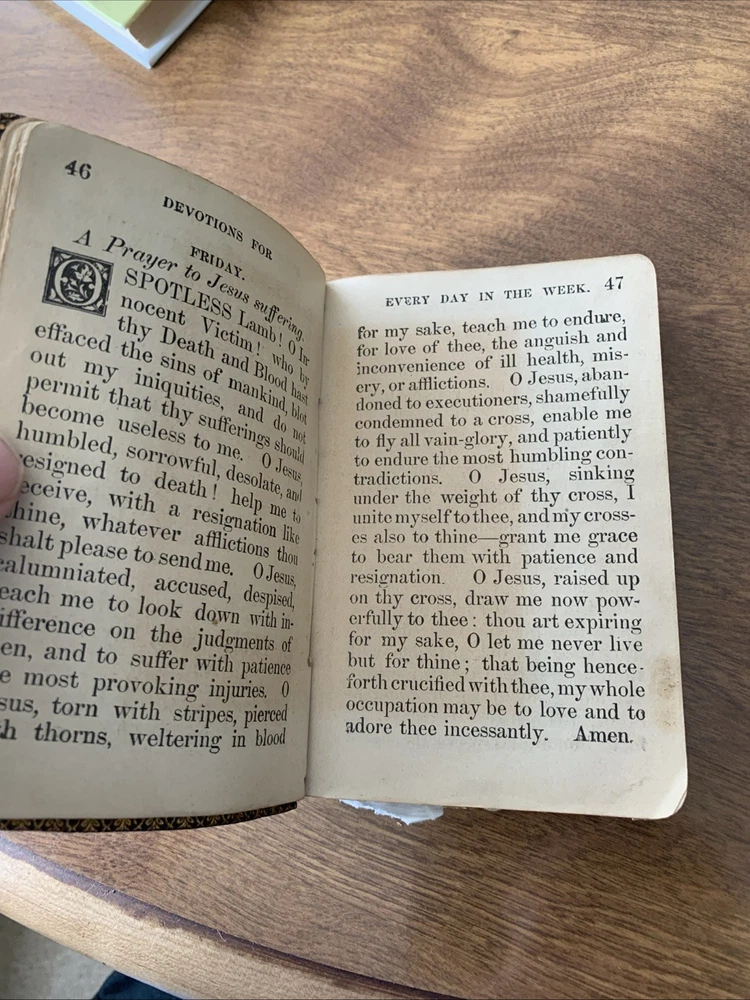 46
DEVOTIONS FOR
FRIDAY.
A Prayer to Jesus suffering.
O SPOTLESS Lamb! O In-
nocent Victim! who by
thy Death and Blood hast
effaced the sins of mankind, blot
out my iniquities, and do not
permit that thy sufferings should
become useless to me. O Jesus,
humbled, sorrowful, desolate, and
resigned to death! help me to
receive, with a resignation like
thine, whatever afflictions thou
shalt please to send me. O Jesus,
calumniated, accused, despised,
teach me to look down with in-
difference on the judgments of
men, and to suffer with patience
the most provoking injuries. O
Jesus, torn with stripes, pierced
with thorns, weltering in blood
EVERY DAY IN THE WEEK. 47
for my sake, teach me to endure,
for love of thee, the anguish and
inconvenience of ill health, mis-
ery, or afflictions. O Jesus, aban-
doned to executioners, shamefully
condemned to a cross, enable me
to fly all vain-glory, and patiently
to endure the most humbling con-
tradictions. O Jesus, sinking
under the weight of thy cross, I
unite myself to thee, and my cross-
es also to thine—grant me grace
to bear them with patience and
resignation. O Jesus, raised up
on thy cross, draw me now pow-
erfully to thee: thou art expiring
for my sake, O let me never live
but for thine; that being hence-
forth crucified with thee, my whole
occupation may be to love and to
adore thee incessantly. Amen.